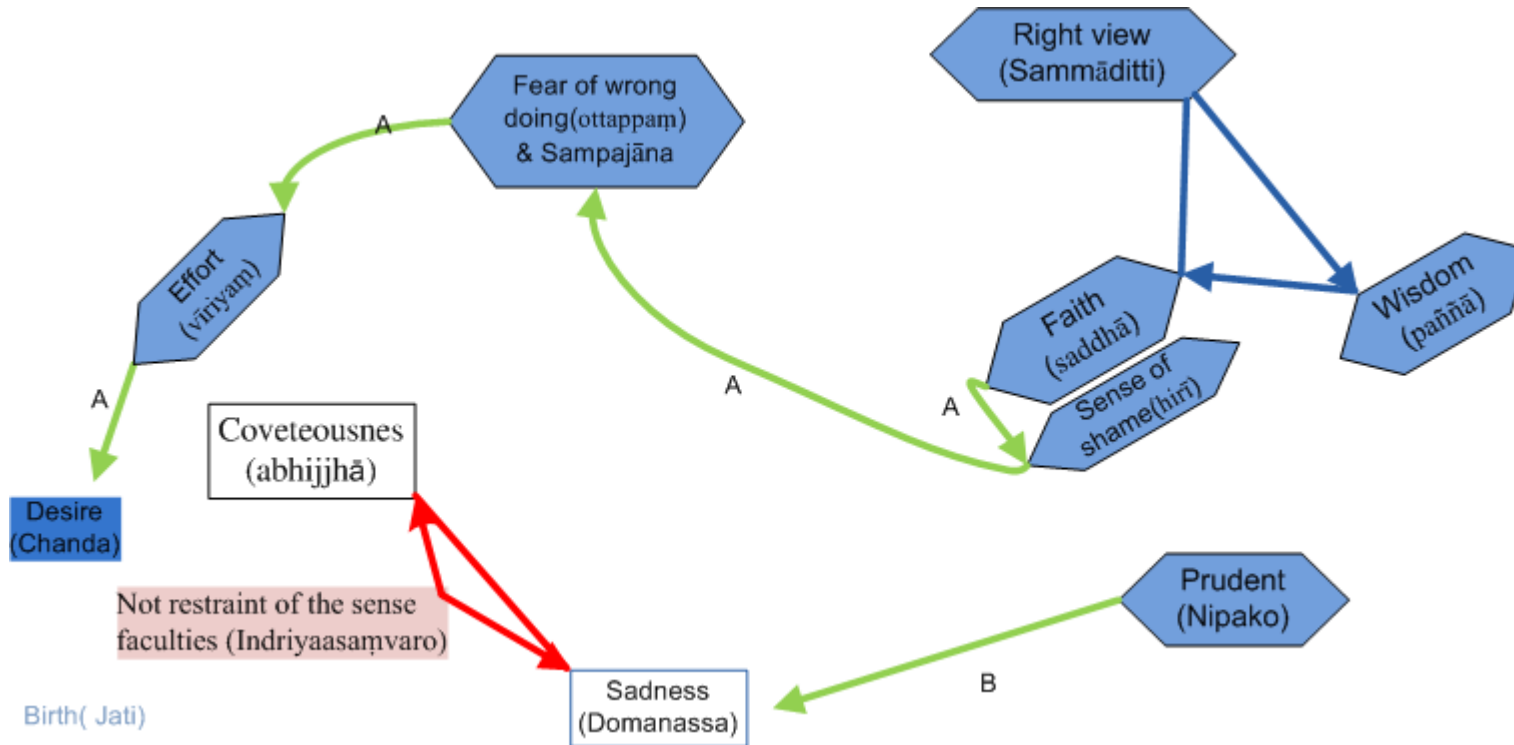 Right view
(Sammāditti)
Fear of wrong
doing(ottappaṃ)
& Sampajāna
A
Effort
(vīriyaṃ)
Faith
(saddhā)
Wisdom
(paññā)
Sense of
shame(hirī)
A
A
A
Coveteousnes
(abhijjhā)
Desire
(Chanda)
Not restraint of the sense
faculties (Indriyaasaṃvaro)
Prudent
(Nipako)
B
Sadness
(Domanassa)
Birth( Jati)